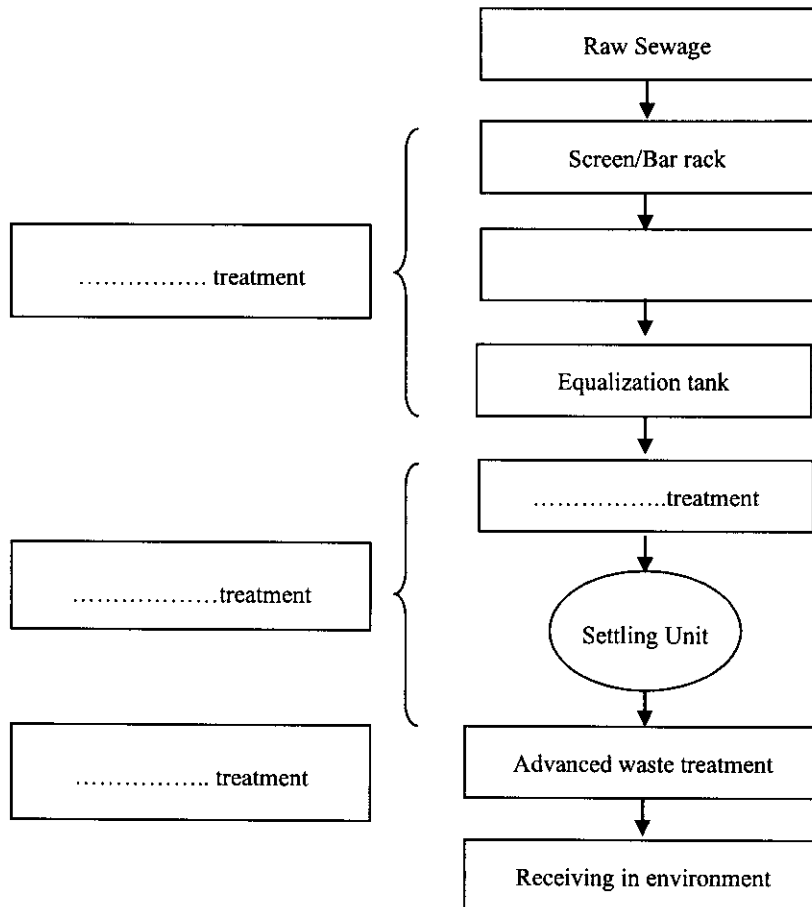 Raw Sewage
Screen/Bar rack
................ treatment
Equalization tank
..................treatment
..................treatment
Settling Unit
................. treatment
Advanced waste treatment
Receiving in environment